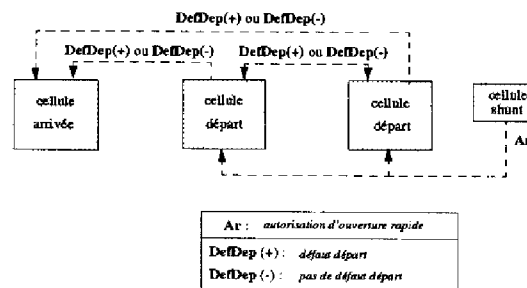 DefDep(+) ou DefDep(-)
DefDep(+) ou DefDep(-)
DefDep(+) ou DefDep(-)
cellule
arrivée
cellule
départ
cellule
départ
cellule
shunt
Ar
Ar : autorisation d'ouverture rapide
DefDep (+) : défaut départ
DefDep (-) : pas de défaut départ